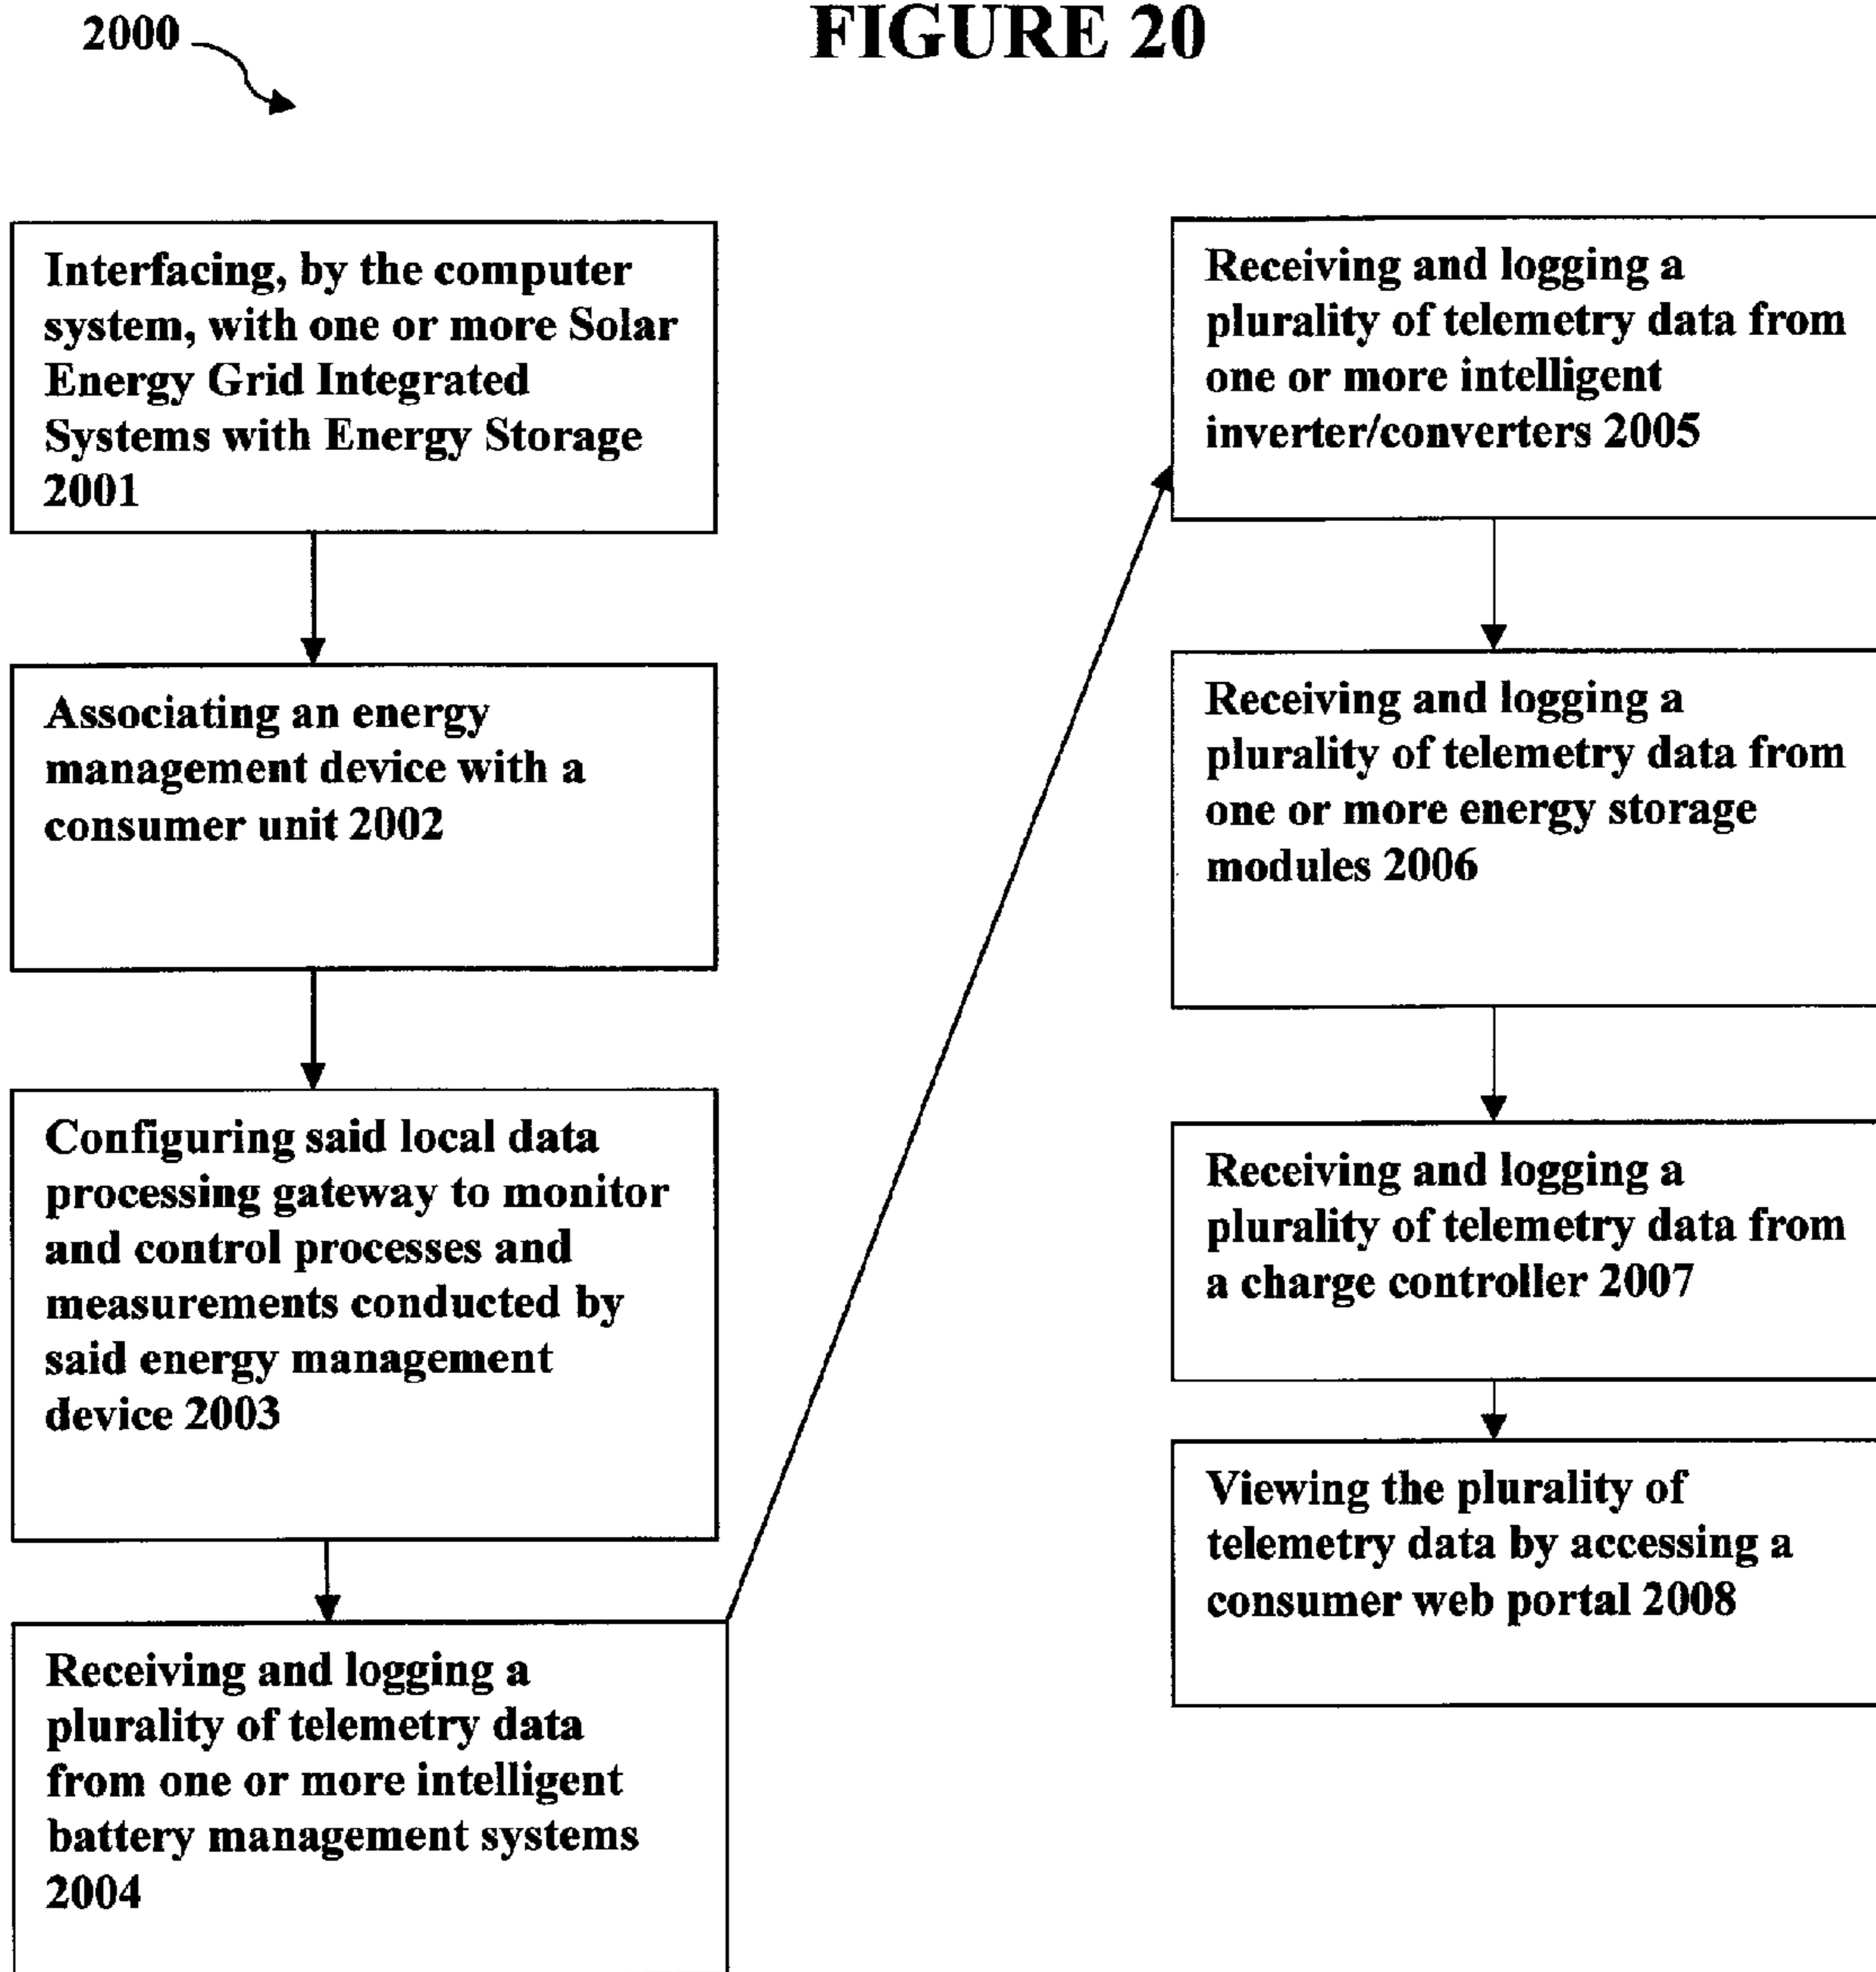 FIGURE 20
2000
Interfacing, by the computer
system, with one or more Solar
Energy Grid Integrated
Systems with Energy Storage
2001
Associating an energy
management device with a
consumer unit 2002
Configuring said local data
processing gateway to monitor
and control processes and
measurements conducted by
said energy management
device 2003
Receiving and logging a
plurality of telemetry data
from one or more intelligent
battery management systems
2004
Receiving and logging a
plurality of telemetry data from
one or more intelligent
inverter/converters 2005
Receiving and logging a
plurality of telemetry data from
one or more energy storage
modules 2006
Receiving and logging a
plurality of telemetry data from
a charge controller 2007
Viewing the plurality of
telemetry data by accessing a
consumer web portal 2008